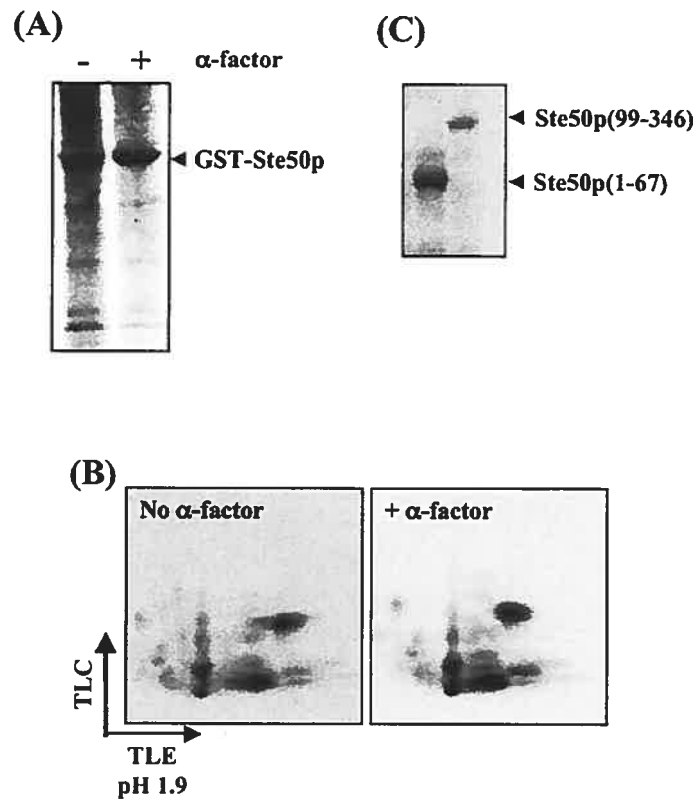 (A)
- + α-factor
GST-Ste50p
(C)
Ste50p(99-346)
Ste50p(1-67)
(B)
No α-factor
+ α-factor
TLC
TLE
pH 1.9